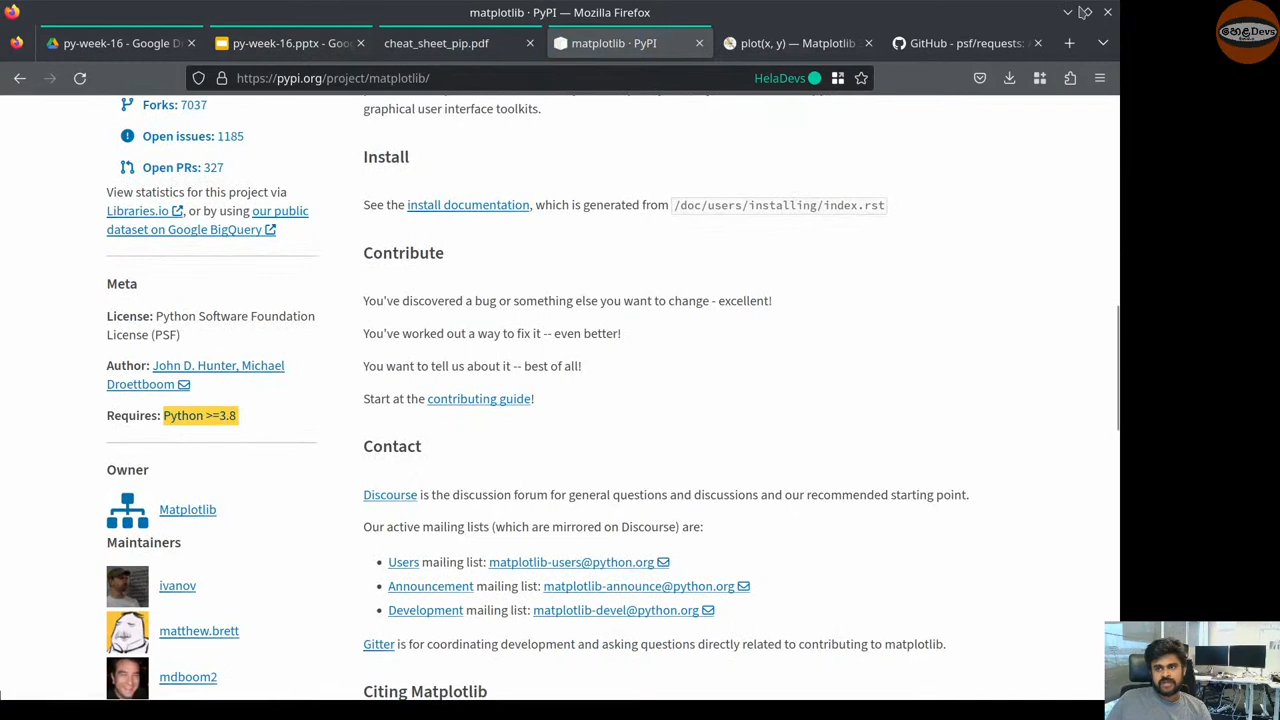 matplotlib · PyPI — Mozilla Firefox
py-week-16 - Google D
py-week-16.pptx - Goo
cheat_sheet_pip.pdf
matplotlib · PyPI
plot(x, y) — Matplotlib
GitHub - psf/requests: A
හෙළDevs
https://pypi.org/project/matplotlib/
HelaDevs
Forks: 7037
Open issues: 1185
Open PRs: 327
View statistics for this project via
Libraries.io, or by using our public
dataset on Google BigQuery
Meta
License: Python Software Foundation
License (PSF)
Author: John D. Hunter, Michael
Droettboom
Requires: Python >=3.8
Owner
Matplotlib
Maintainers
ivanov
matthew.brett
mdboom2
graphical user interface toolkits.
Install
See the install documentation, which is generated from /doc/users/installing/index.rst
Contribute
You've discovered a bug or something else you want to change - excellent!
You've worked out a way to fix it -- even better!
You want to tell us about it -- best of all!
Start at the contributing guide!
Contact
Discourse is the discussion forum for general questions and discussions and our recommended starting point.
Our active mailing lists (which are mirrored on Discourse) are:
• Users mailing list: matplotlib-users@python.org
• Announcement mailing list: matplotlib-announce@python.org
• Development mailing list: matplotlib-devel@python.org
Gitter is for coordinating development and asking questions directly related to contributing to matplotlib.
Citing Matplotlib